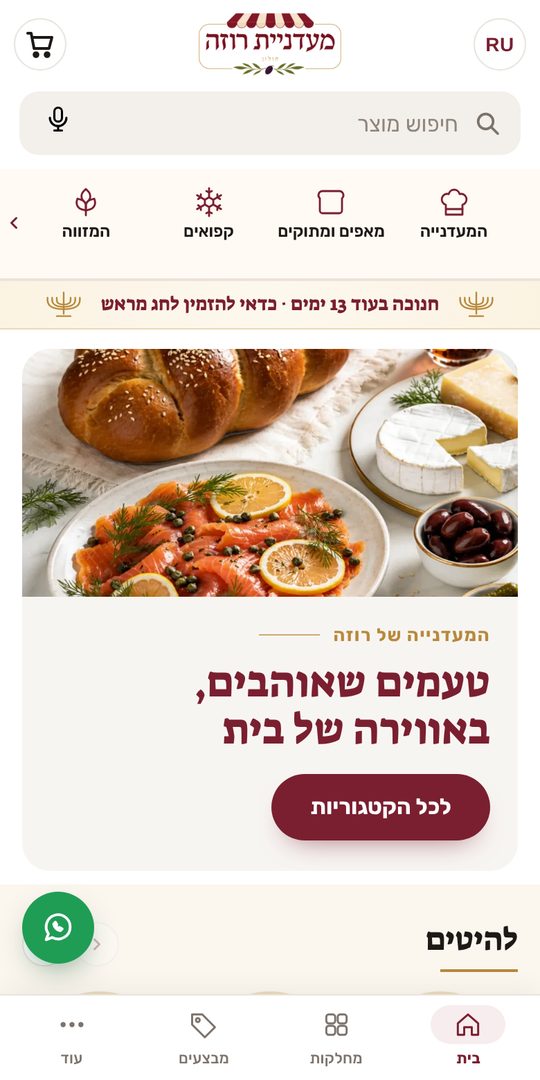 מעדניית רוזה
חולון
RU
חיפוש מוצר
המעדנייה
מאפים ומתוקים
קפואים
המזווה
חנוכה בעוד 13 ימים · כדאי להזמין לחג מראש
המעדנייה של רוזה
טעמים שאוהבים,
באווירה של בית
לכל הקטגוריות
להיטים
בית
מחלקות
מבצעים
עוד